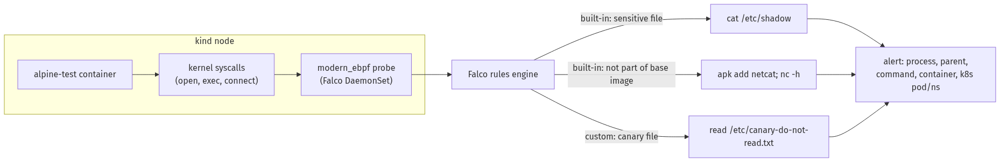 kind node
alpine-test container
kernel syscalls
(open, exec, connect)
modern_ebpf probe
(Falco DaemonSet)
Falco rules engine
built-in: sensitive file
built-in: not part of base
image
custom: canary file
cat /etc/shadow
apk add netcat; nc -h
read /etc/canary-do-not-
read.txt
alert: process, parent,
command, container, k8s
pod/ns